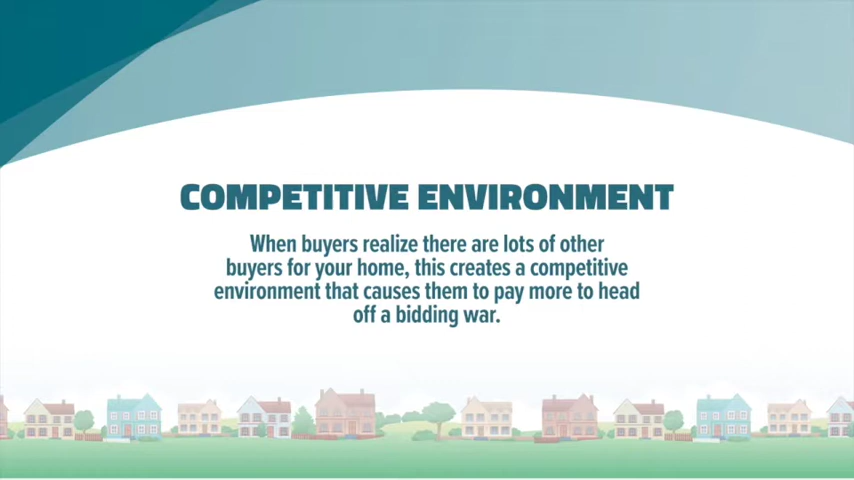 COMPETITIVE ENVIRONMENT
When buyers realize there are lots of other
buyers for your home, this creates a competitive
environment that causes them to pay more to head
off a bidding war.